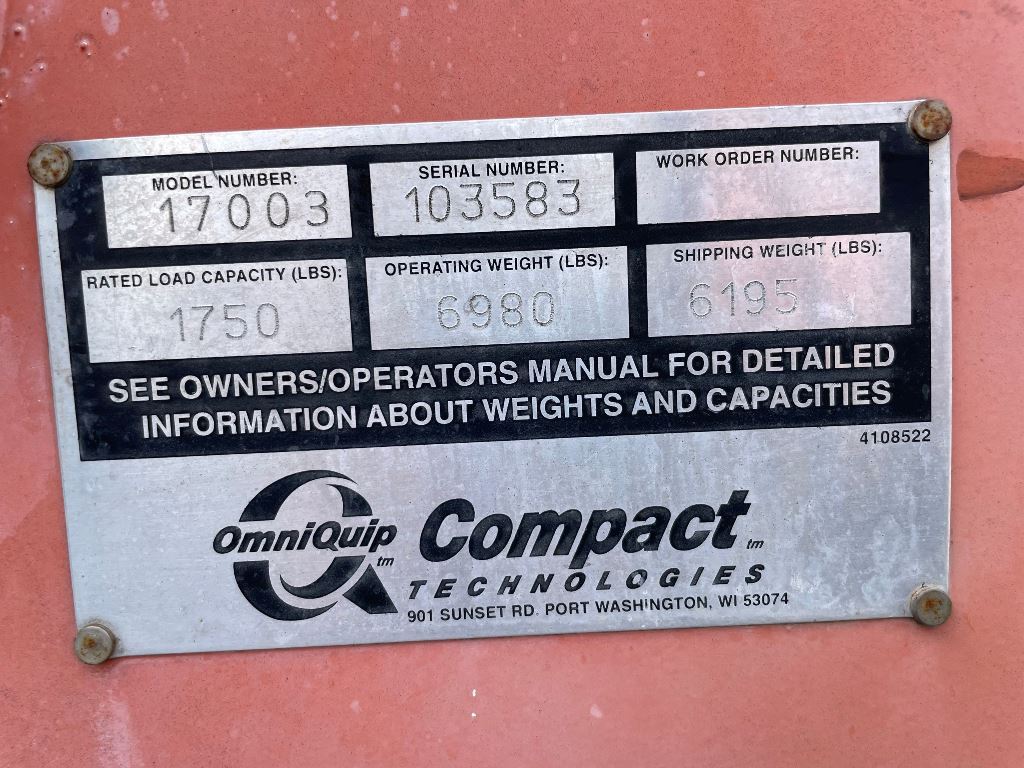 MODEL NUMBER:
17003
SERIAL NUMBER:
103583
WORK ORDER NUMBER:
RATED LOAD CAPACITY (LBS):
1750
OPERATING WEIGHT (LBS):
6980
SHIPPING WEIGHT (LBS):
6195
SEE OWNERS/OPERATORS MANUAL FOR DETAILED
INFORMATION ABOUT WEIGHTS AND CAPACITIES
4108522
OmniQuip tm
Compact tm
TECHNOLOGIES
901 SUNSET RD. PORT WASHINGTON, WI 53074